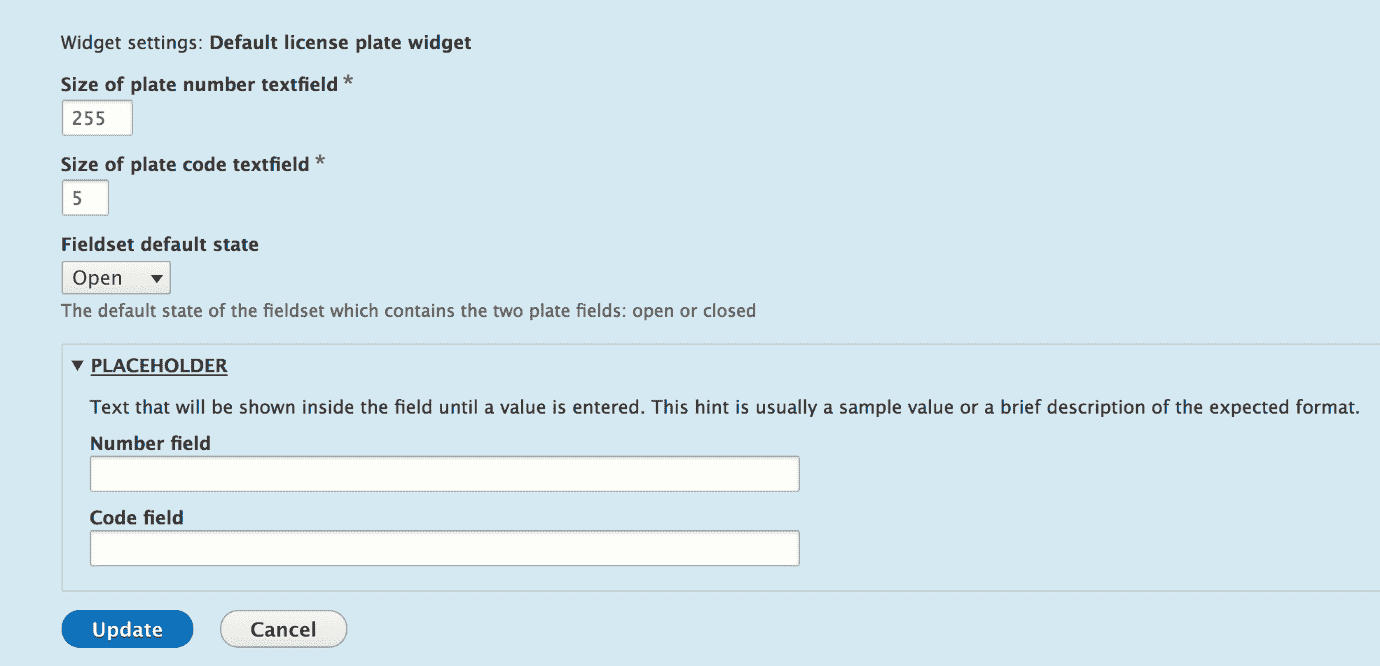 Widget settings: Default license plate widget
Size of plate number textfield *
255
Size of plate code textfield *
5
Fieldset default state
Open
The default state of the fieldset which contains the two plate fields: open or closed
PLACEHOLDER
Text that will be shown inside the field until a value is entered. This hint is usually a sample value or a brief description of the expected format.
Number field
Code field
Update Cancel